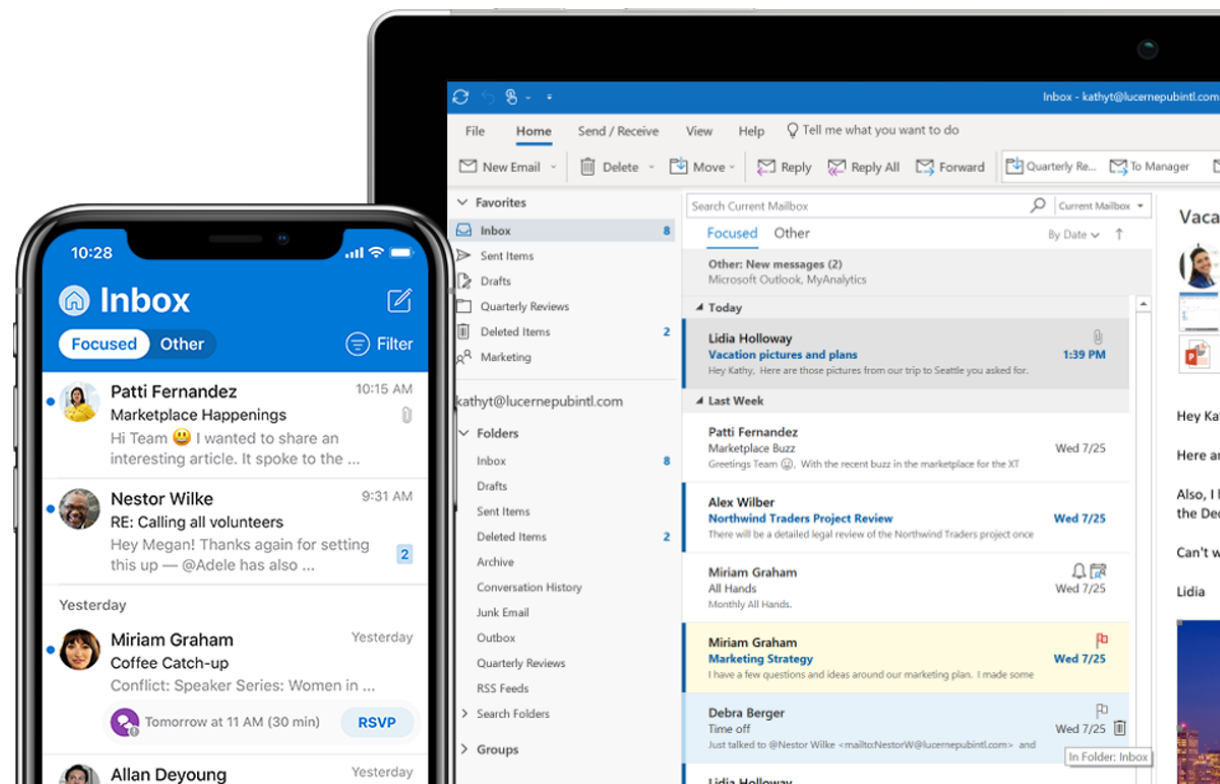 10:28
Inbox
Focused Other Filter
Patti Fernandez 10:15 AM
Marketplace Happenings
Hi Team 😃 I wanted to share an
interesting article. It spoke to the ...
Nestor Wilke 9:31 AM
RE: Calling all volunteers
Hey Megan! Thanks again for setting
this up — @Adele has also ... 2
Yesterday
Miriam Graham Yesterday
Coffee Catch-up
Conflict: Speaker Series: Women in ...
Tomorrow at 11 AM (30 min) RSVP
Allan Deyoung Yesterday
Inbox - kathyt@lucernepubintl.com
File Home Send / Receive View Help Tell me what you want to do
New Email Delete Move Reply Reply All Forward Quarterly Re... To Manager
Favorites
Inbox 8
Sent Items
Drafts
Quarterly Reviews
Deleted Items 2
Marketing
kathyt@lucernepubintl.com
Folders
Inbox 8
Drafts
Sent Items
Deleted Items 2
Archive
Conversation History
Junk Email
Outbox
Quarterly Reviews
RSS Feeds
Search Folders
Groups
Search Current Mailbox Current Mailbox
Focused Other By Date
Other: New messages (2)
Microsoft Outlook, MyAnalytics
Today
Lidia Holloway
Vacation pictures and plans 1:39 PM
Hey Kathy, Here are those pictures from our trip to Seattle you asked for.
Last Week
Patti Fernandez
Marketplace Buzz Wed 7/25
Greetings Team ☺, With the recent buzz in the marketplace for the XT
Alex Wilber
Northwind Traders Project Review Wed 7/25
There will be a detailed legal review of the Northwind Traders project once
Miriam Graham
All Hands Wed 7/25
Monthly All Hands.
Miriam Graham
Marketing Strategy Wed 7/25
I have a few questions and ideas around our marketing plan. I made some
Debra Berger
Time off Wed 7/25
Just talked to @Nestor Wilke <mailto:NestorW@lucernepubintl.com> and
In Folder: Inbox
Lidia Holloway
Vaca
Hey Ka
Here ar
Also, I h
the Dec
Can't w
Lidia